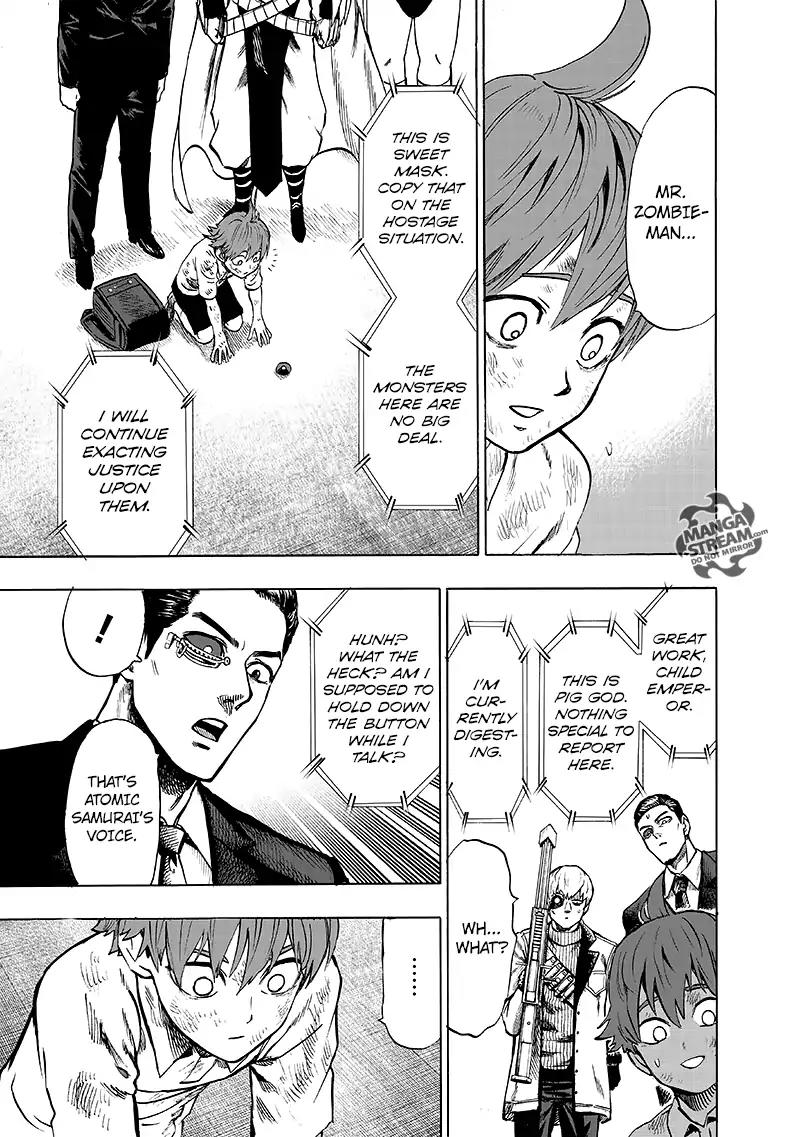 MR.
ZOMBIE-
MAN...
THIS IS
SWEET
MASK.
COPY THAT
ON THE
HOSTAGE
SITUATION.
THE
MONSTERS
HERE ARE
NO BIG
DEAL.
I WILL
CONTINUE
EXACTING
JUSTICE
UPON
THEM.
MANGA
STREAM.com
DO NOT MIRROR!
GREAT
WORK,
CHILD
EMPER-
OR.
THIS IS
PIG GOD.
NOTHING
SPECIAL TO
REPORT
HERE.
I'M
CUR-
RENTLY
DIGEST-
ING.
WH...
WHAT?
HUNH?
WHAT THE
HECK? AM I
SUPPOSED TO
HOLD DOWN
THE BUTTON
WHILE I
TALK?
!
THAT'S
ATOMIC
SAMURAI'S
VOICE.
......